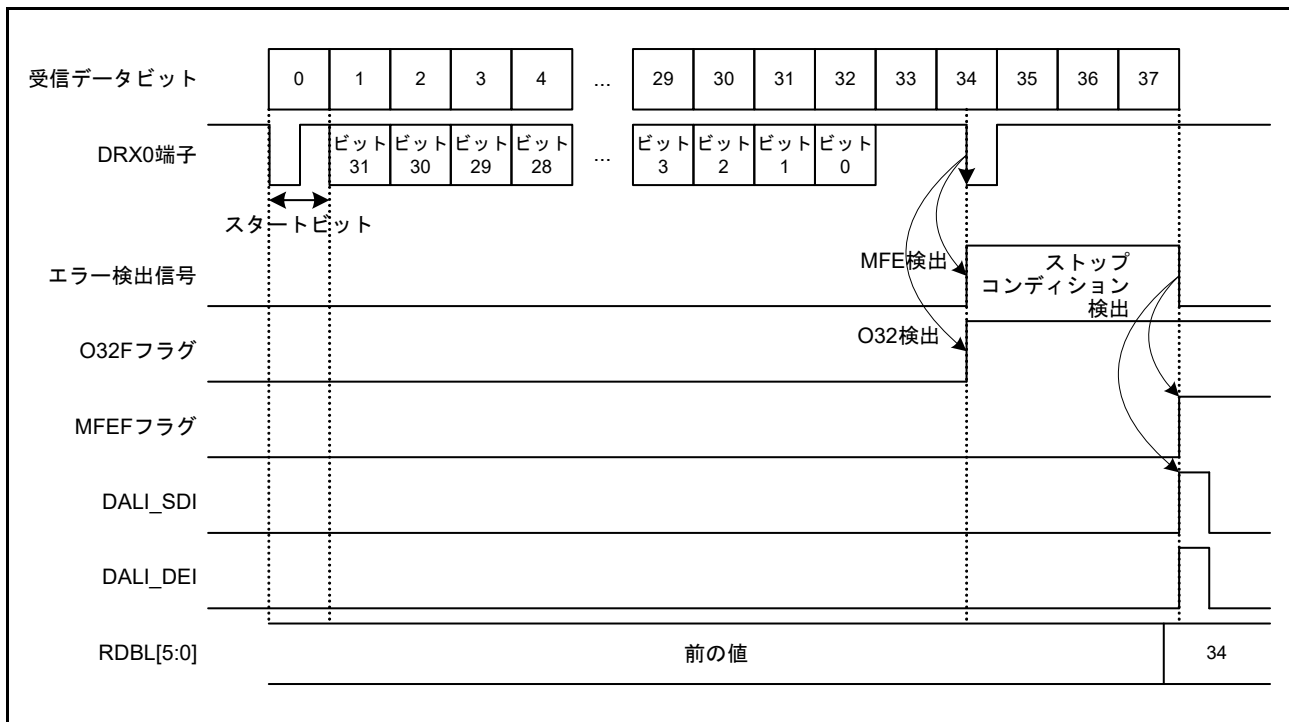 受信データビット 0 1 2 3 4 ... 29 30 31 32 33 34 35 36 37
DRX0端子
ビット 31
ビット 30
ビット 29
ビット 28
...
ビット 3
ビット 2
ビット 1
ビット 0
スタートビット
エラー検出信号
MFE検出
ストップ
コンディション
検出
O32Fフラグ
O32検出
MFEFフラグ
DALI_SDI
DALI_DEI
RDBL[5:0] 前の値 34